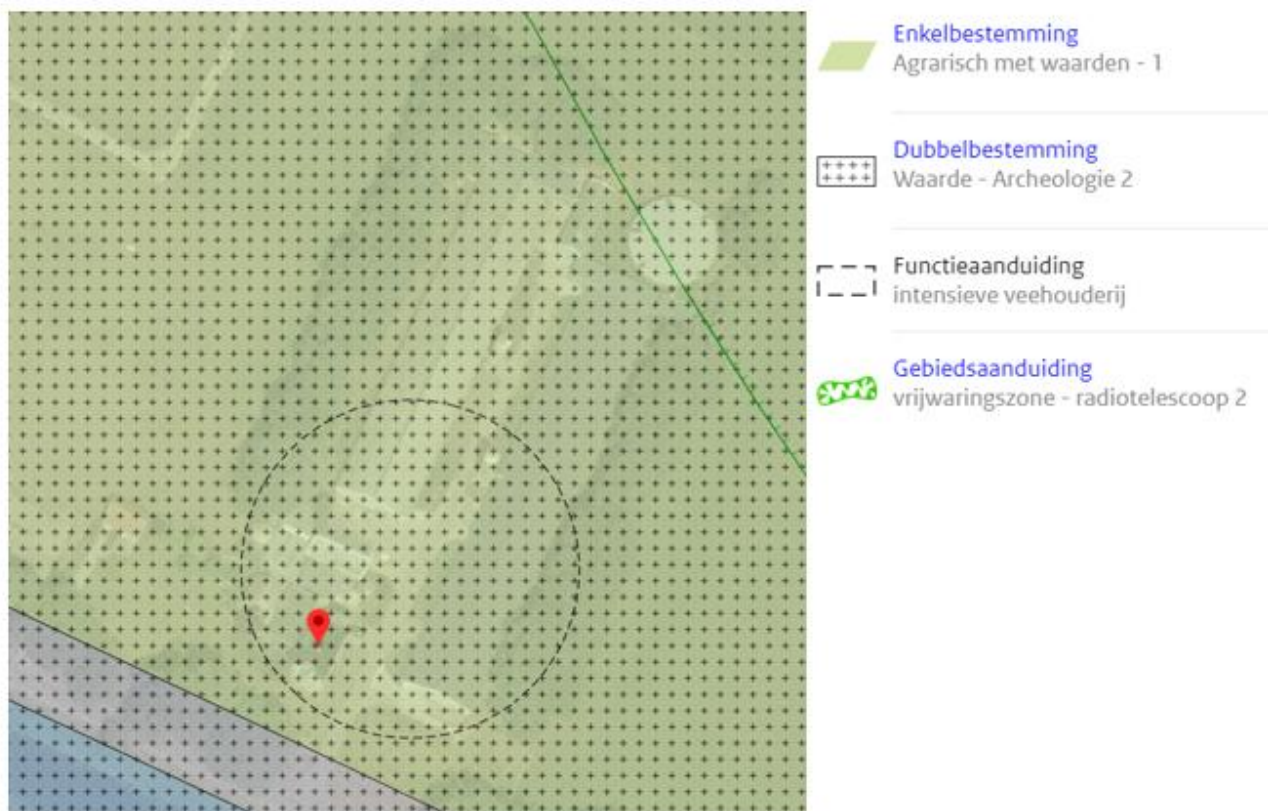 Enkelbestemming
Agrarisch met waarden - 1
Dubbelbestemming
Waarde - Archeologie 2
Functieaanduiding
intensieve veehouderij
Gebiedsaanduiding
vrijwaringszone - radiotelescoop 2